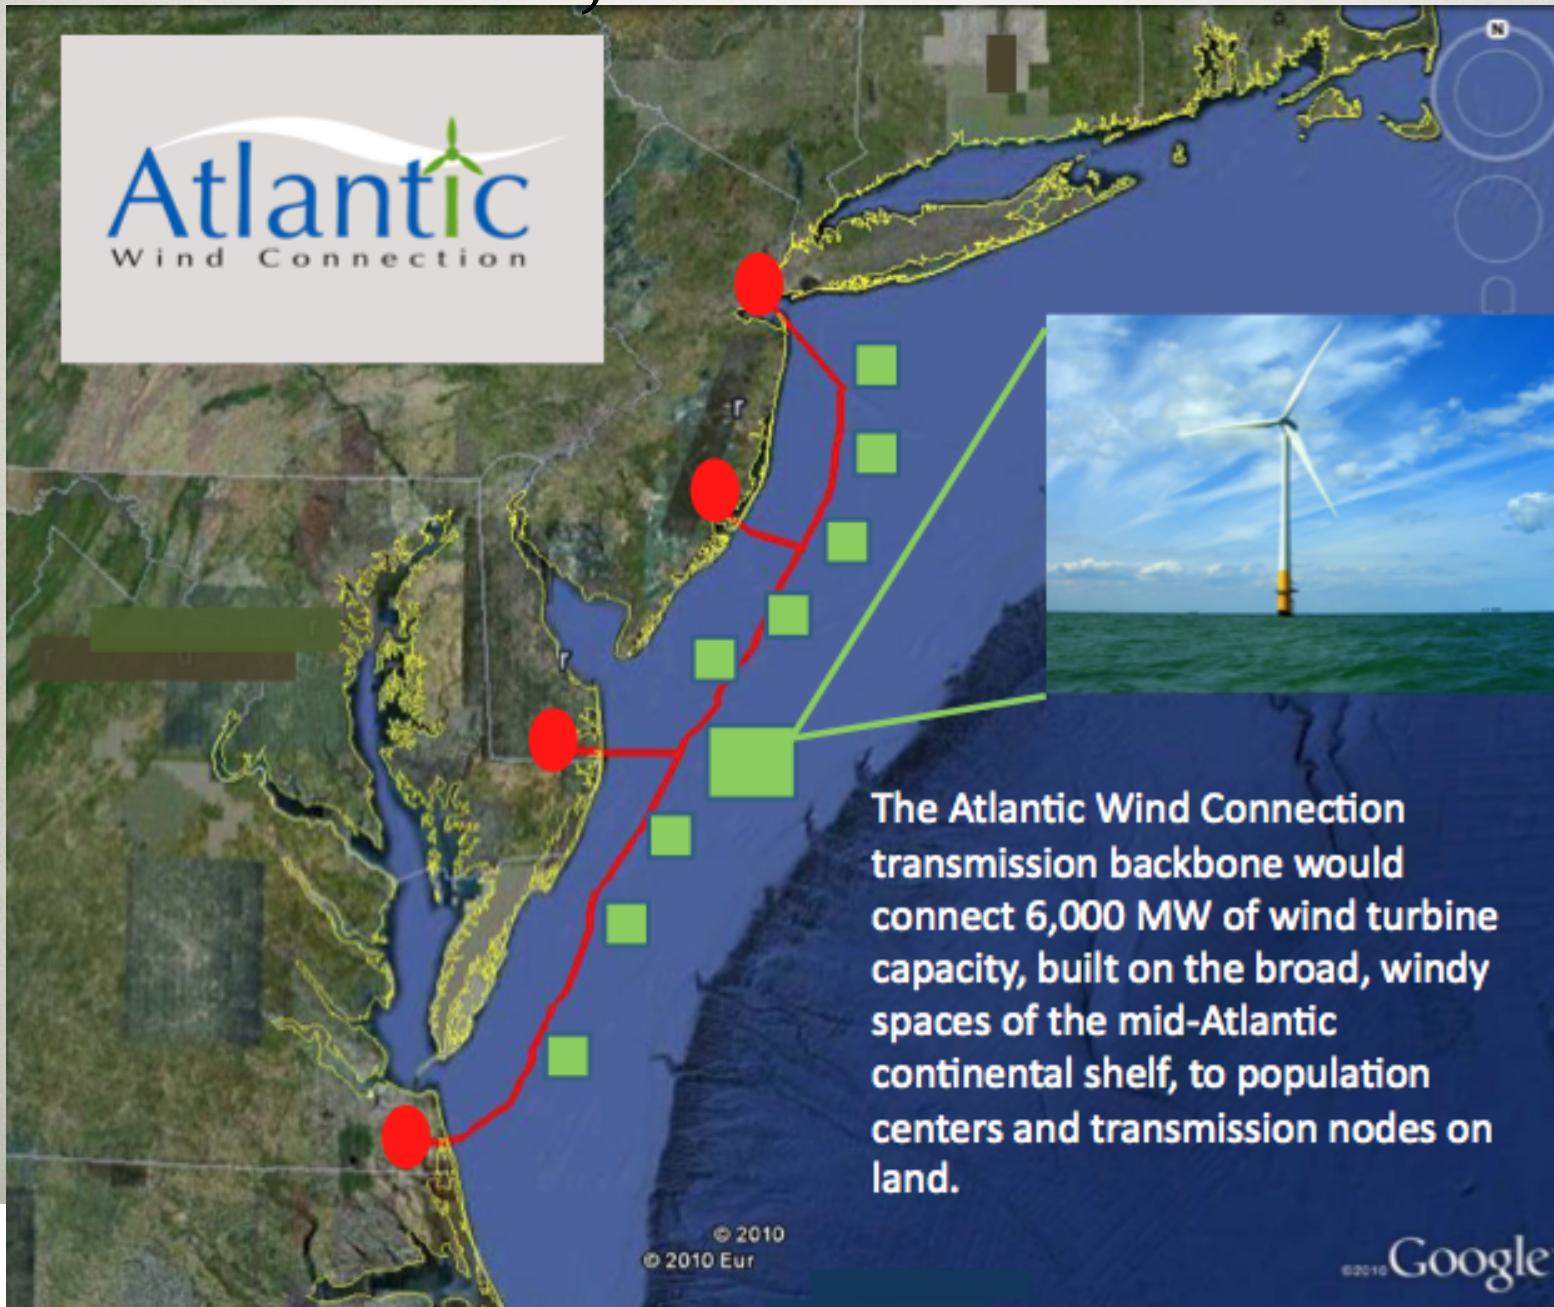 Atlantic
Wind Connection
N
r
r
The Atlantic Wind Connection
transmission backbone would
connect 6,000 MW of wind turbine
capacity, built on the broad, windy
spaces of the mid-Atlantic
continental shelf, to population
centers and transmission nodes on
land.
© 2010
© 2010 Eur
©2010 Google